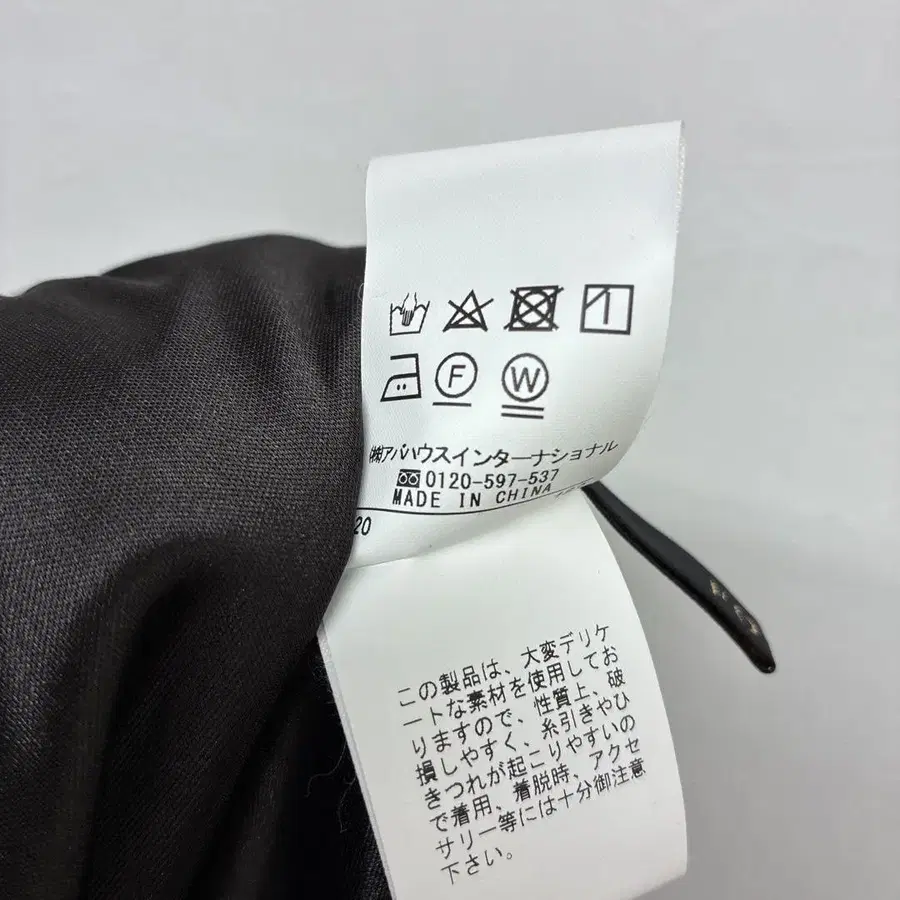 1
F W
(株)アバハウスインターナショナル
0120-597-537
MADE IN CHINA
20
この製品は、大変デリケ
ートな素材を使用してお
りますので、性質上、破
損しやすく、糸引きやひ
きつれが起こりやすいの
で着用、着脱時、アクセ
サリー等には十分御注意
下さい。